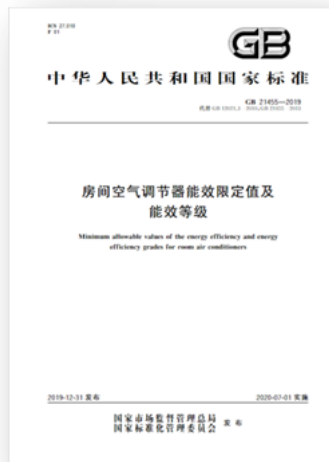 ICS 27.010
F 01
GB
中华人民共和国国家标准
GB 21455—2019
房间空气调节器能效限定值及
能效等级
Minimum allowable values of the energy efficiency and energy
efficiency grades for room air conditioners
2019-12-31 发布
2020-07-01 实施
国家市场监督管理总局
国家标准化管理委员会
发布